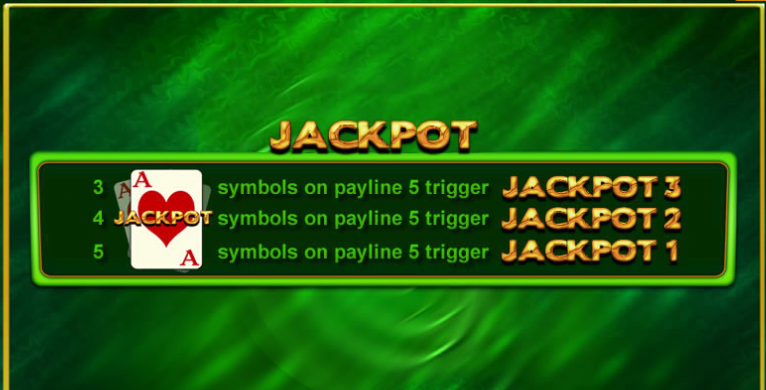 JACKPOT
3 A A JACKPOT symbols on payline 5 trigger JACKPOT 3
4 symbols on payline 5 trigger JACKPOT 2
5 A symbols on payline 5 trigger JACKPOT 1